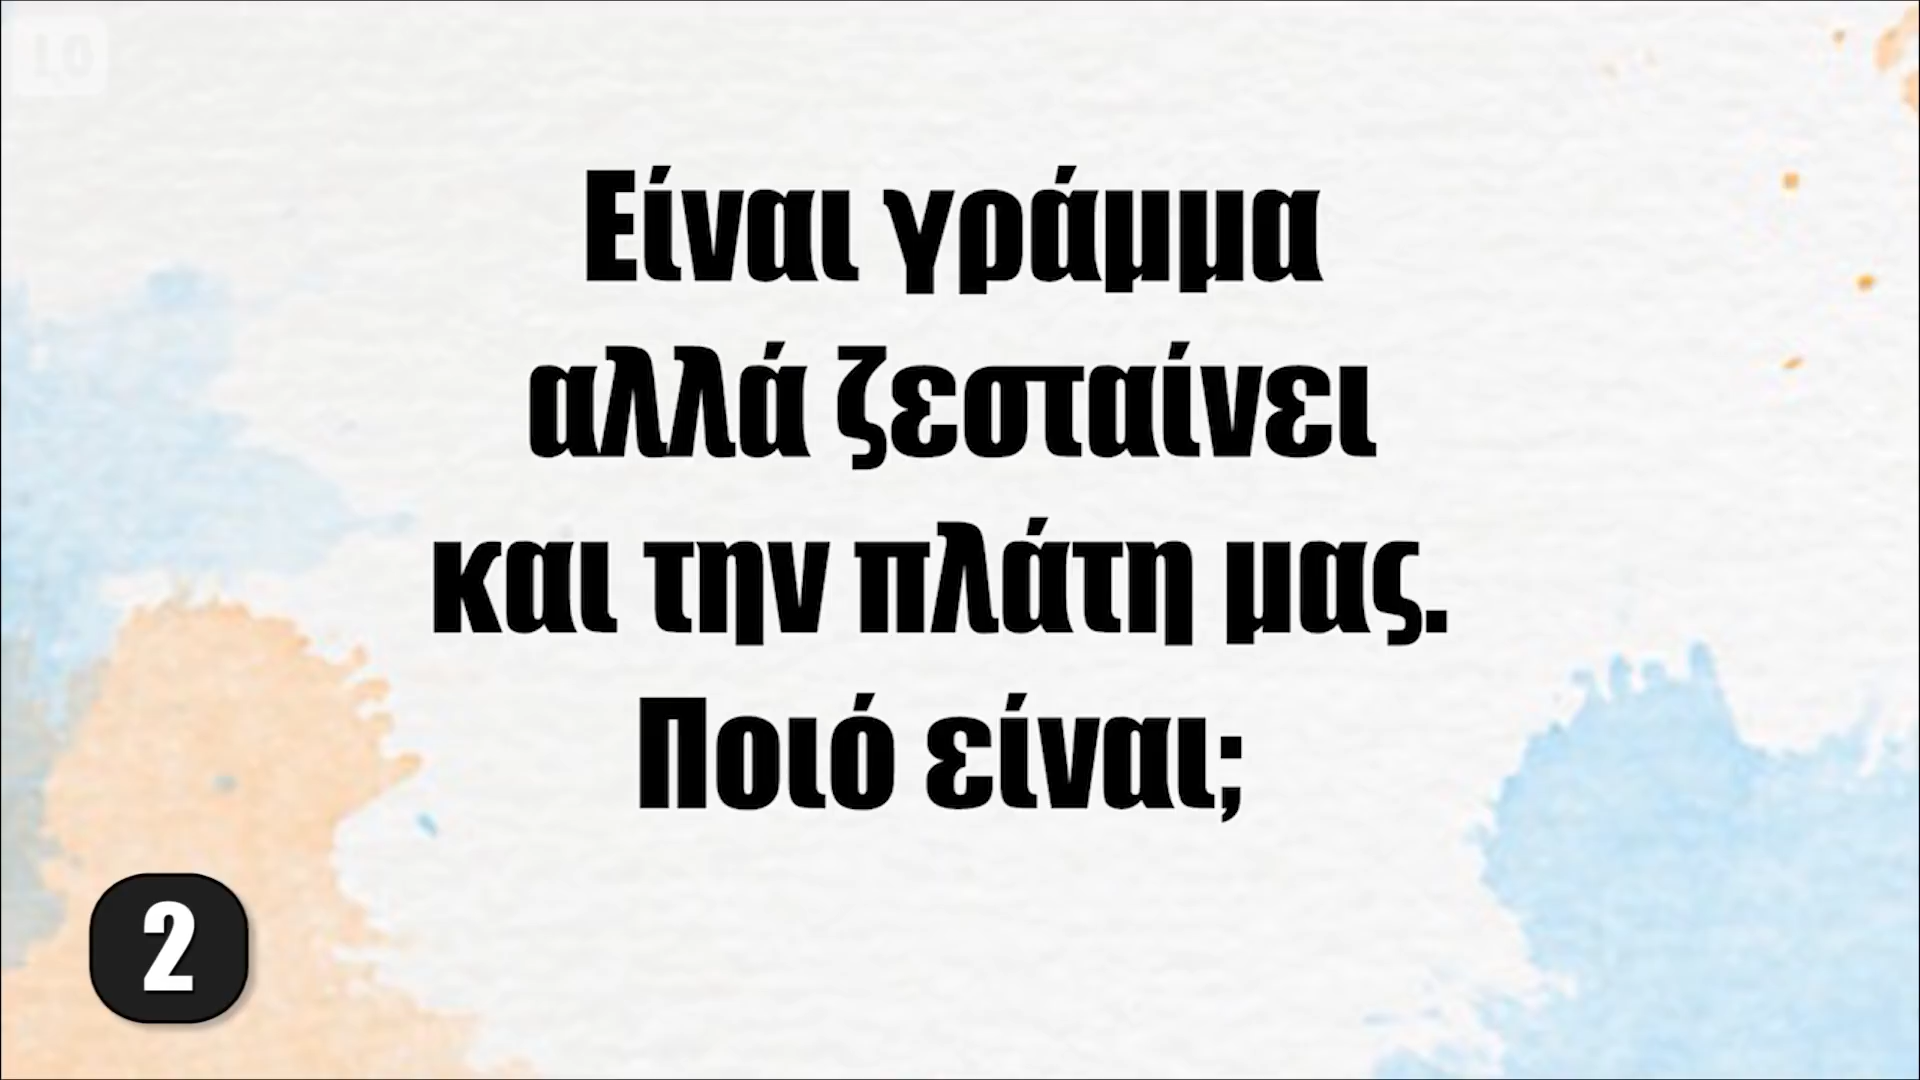 Είναι γράμμα
αλλά ζεσταίνει
και την πλάτη μας.
Ποιό είναι;
2